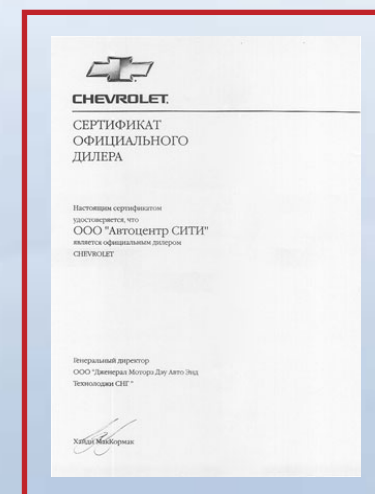 CHEVROLET
СЕРТИФИКАТ
ОФИЦИАЛЬНОГО
ДИЛЕРА
Настоящим сертификатом
удостоверяется, что
ООО "Автоцентр СИТИ"
является официальным дилером
CHEVROLET
Генеральный директор
ООО "Дженерал Моторз Дэу Авто Энд
Технолоджи СНГ"
Хайди МакКормак